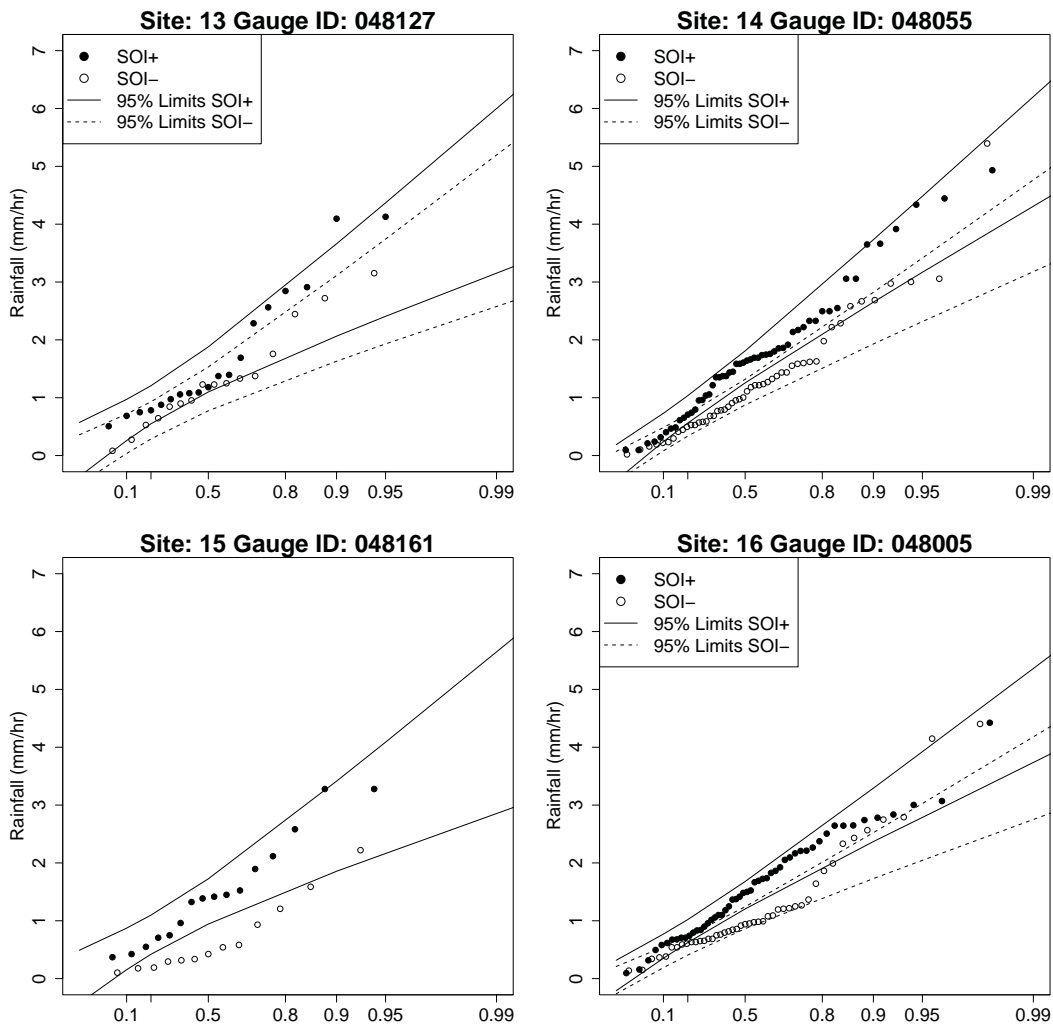 Site: 13 Gauge ID: 048127
SOI+
SOI−
95% Limits SOI+
95% Limits SOI−
Rainfall (mm/hr)
7
6
5
4
3
2
1
0
0.1 0.5 0.8 0.9 0.95 0.99
Site: 14 Gauge ID: 048055
SOI+
SOI−
95% Limits SOI+
95% Limits SOI−
Rainfall (mm/hr)
7
6
5
4
3
2
1
0
0.1 0.5 0.8 0.9 0.95 0.99
Site: 15 Gauge ID: 048161
Rainfall (mm/hr)
7
6
5
4
3
2
1
0
0.1 0.5 0.8 0.9 0.95 0.99
Site: 16 Gauge ID: 048005
SOI+
SOI−
95% Limits SOI+
95% Limits SOI−
Rainfall (mm/hr)
7
6
5
4
3
2
1
0
0.1 0.5 0.8 0.9 0.95 0.99